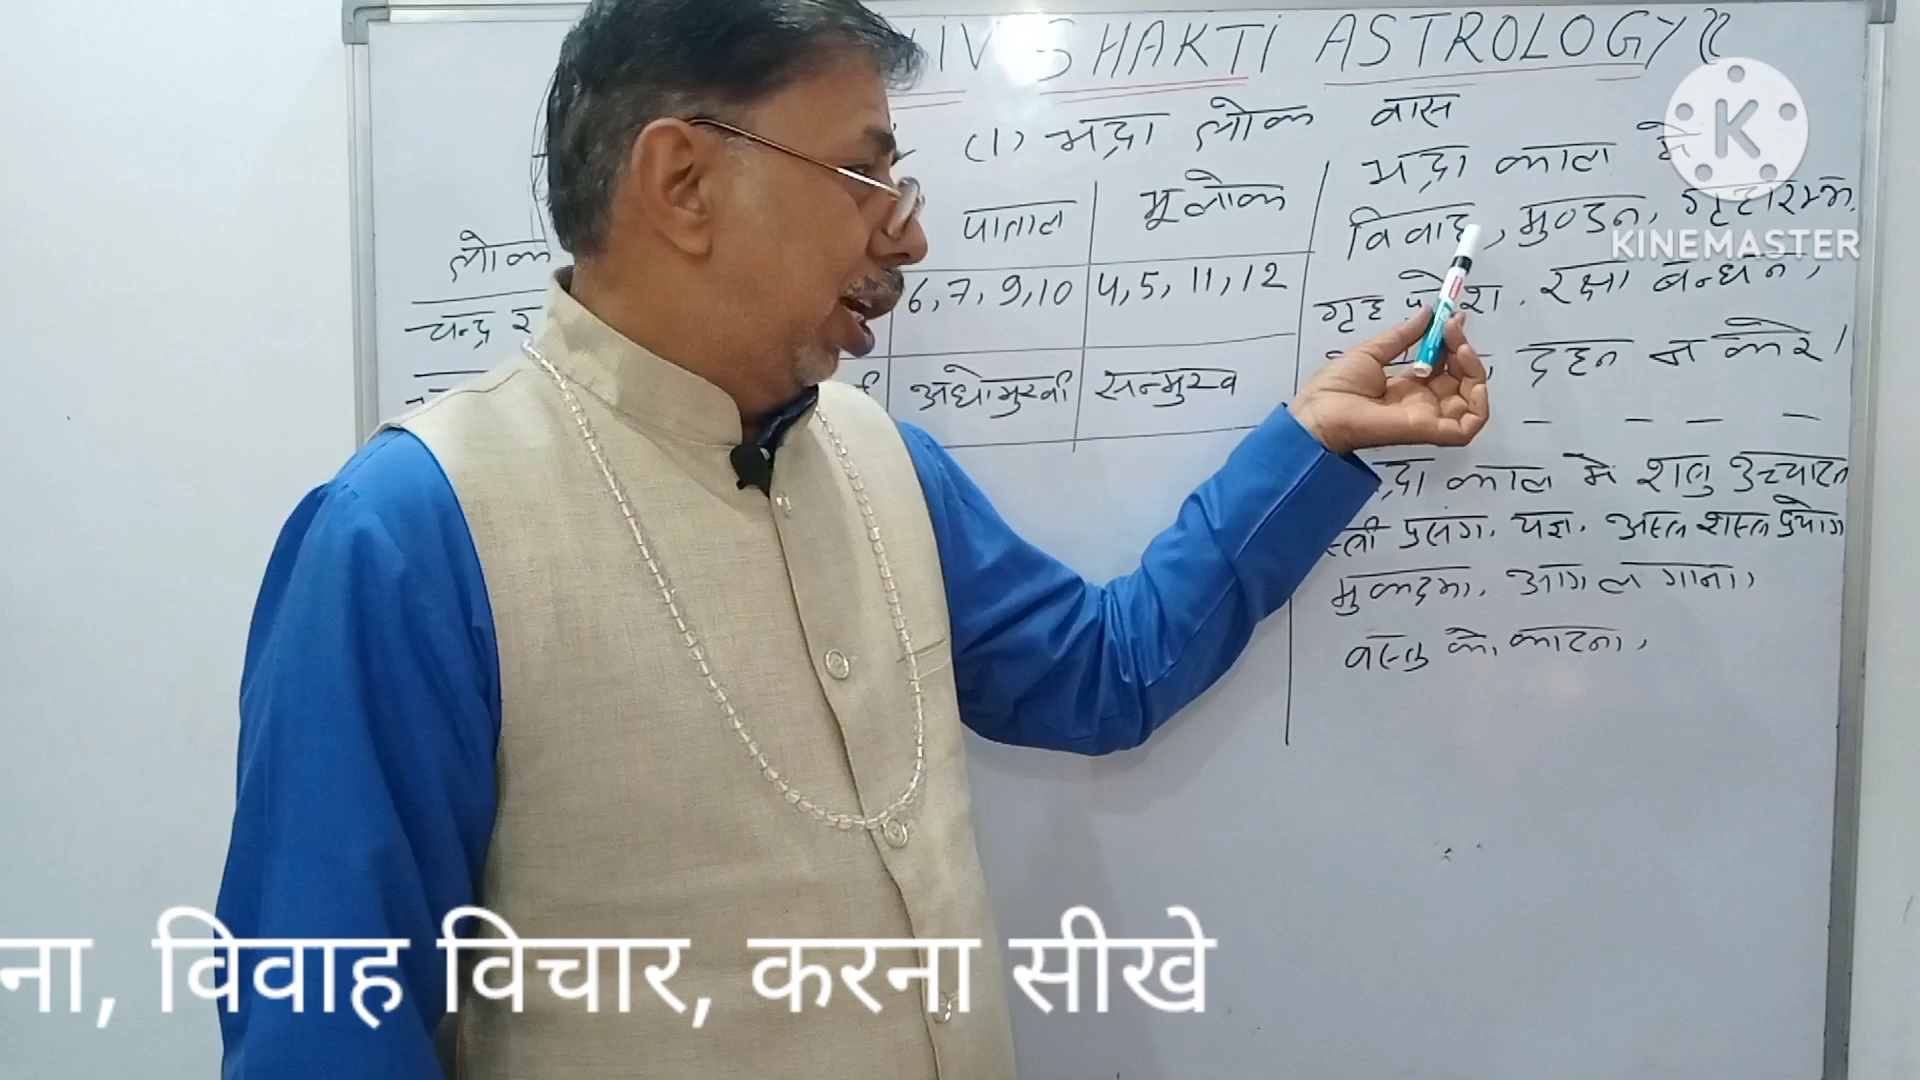 HIV SHAKTI ASTROLOGY
(1) भद्रा लोक वास
लोक
पाताल
भूलोक
चन्द्र
6, 7, 9, 10
4, 5, 11, 12
अधोमुखी
सन्मुख
भद्रा काल मे
विवाह, मुण्डन, गृहारम्भ,
गृह प्रवेश, रक्षा बन्धन,
दहन न करे।
काल मे शत्रु उच्चाटन
स्त्री प्रसंग, यज्ञ, अस्त्र शस्त्र प्रयोग
मुकदमा, आग लगाना,
वस्तु को काटना,
KINEMASTER
ना, विवाह विचार, करना सीखे